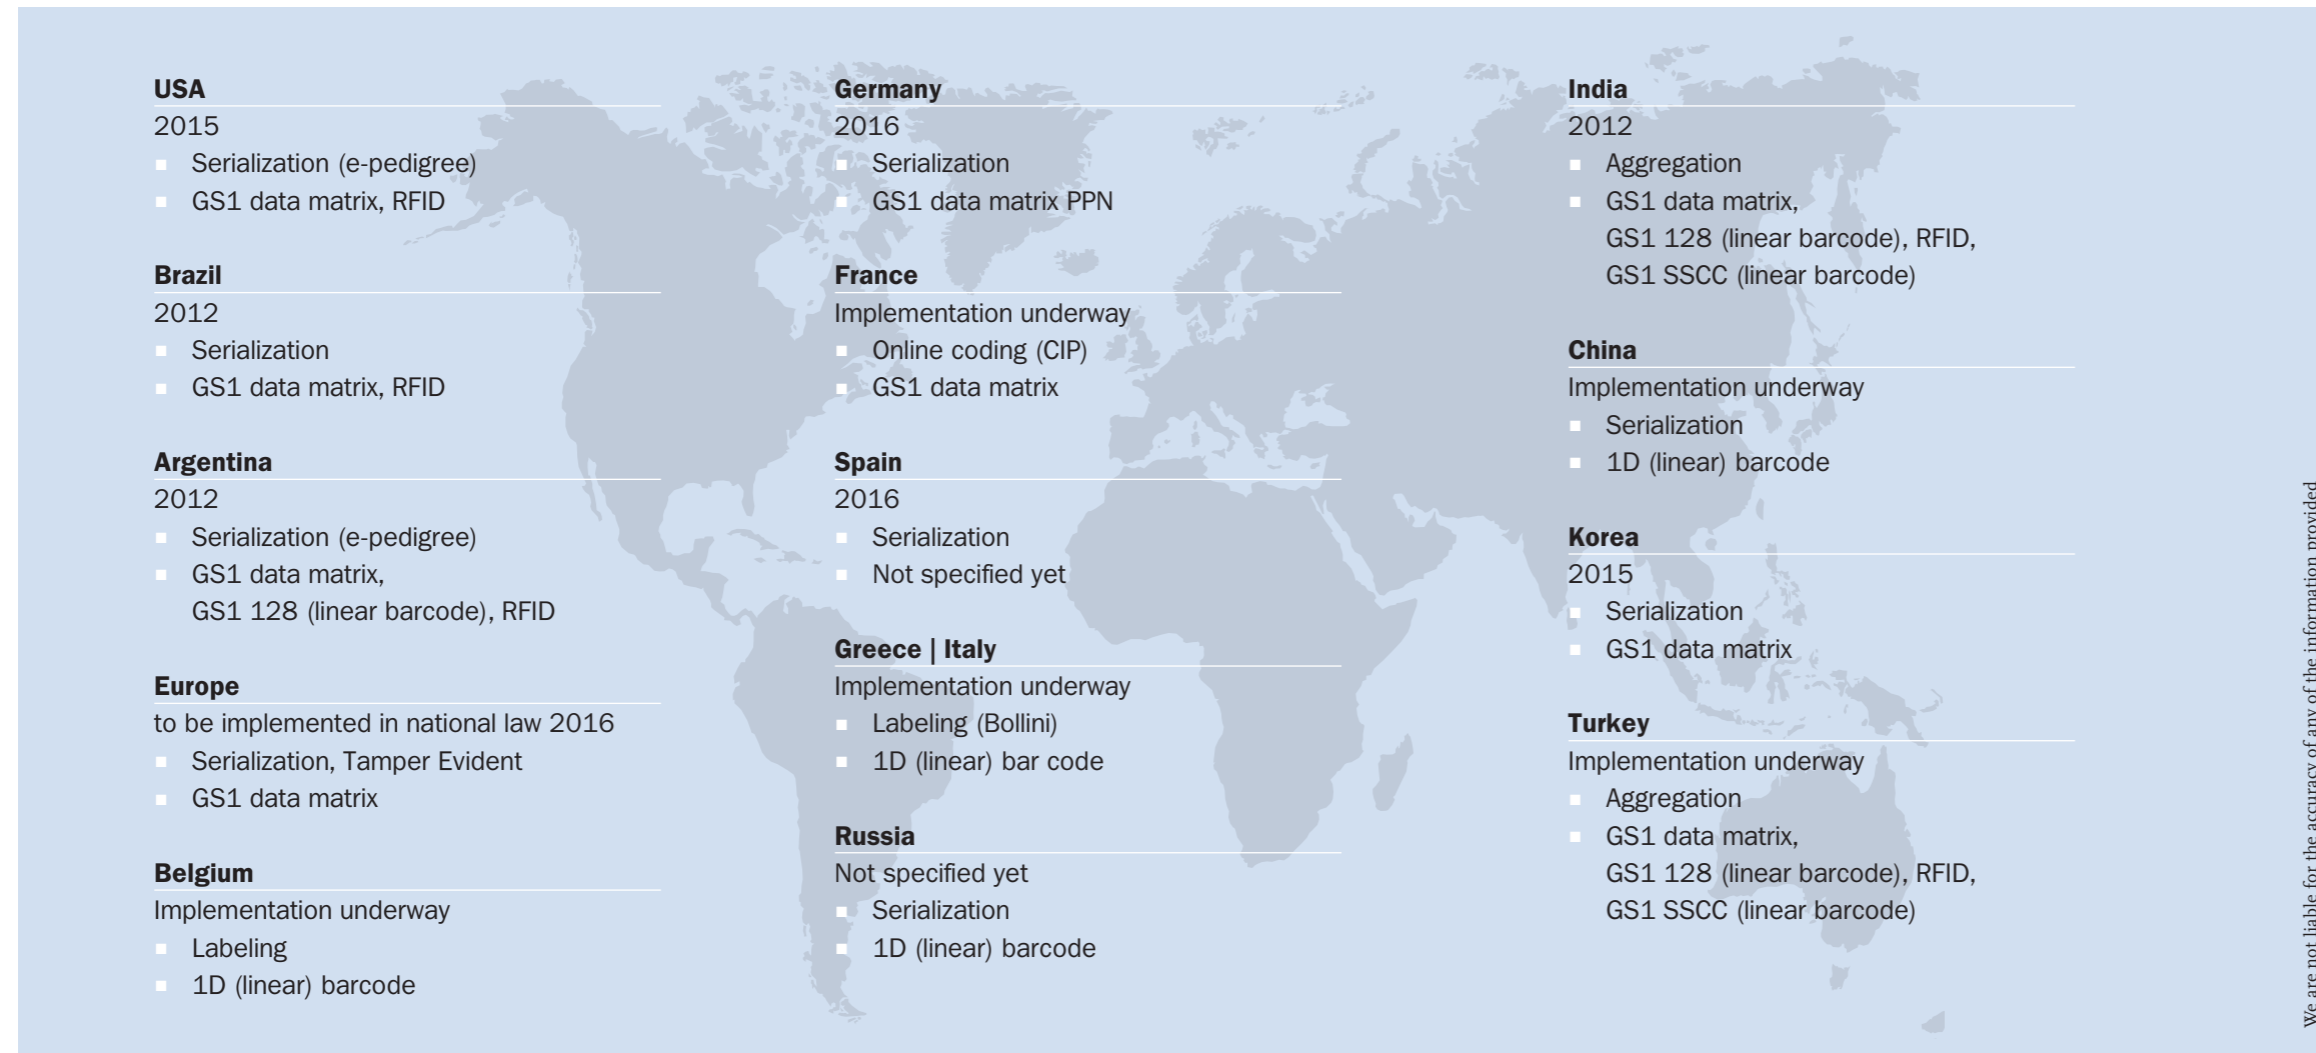 USA
2015
Serialization (e-pedigree)
GS1 data matrix, RFID
Brazil
2012
Serialization
GS1 data matrix, RFID
Argentina
2012
Serialization (e-pedigree)
GS1 data matrix,
GS1 128 (linear barcode), RFID
Europe
to be implemented in national law 2016
Serialization, Tamper Evident
GS1 data matrix
Belgium
Implementation underway
Labeling
1D (linear) barcode
Germany
2016
Serialization
GS1 data matrix PPN
France
Implementation underway
Online coding (CIP)
GS1 data matrix
Spain
2016
Serialization
Not specified yet
Greece | Italy
Implementation underway
Labeling (Bollini)
1D (linear) bar code
Russia
Not specified yet
Serialization
1D (linear) barcode
India
2012
Aggregation
GS1 data matrix,
GS1 128 (linear barcode), RFID,
GS1 SSCC (linear barcode)
China
Implementation underway
Serialization
1D (linear) barcode
Korea
2015
Serialization
GS1 data matrix
Turkey
Implementation underway
Aggregation
GS1 data matrix,
GS1 128 (linear barcode), RFID,
GS1 SSCC (linear barcode)
We are not liable for the accuracy of any of the information provided